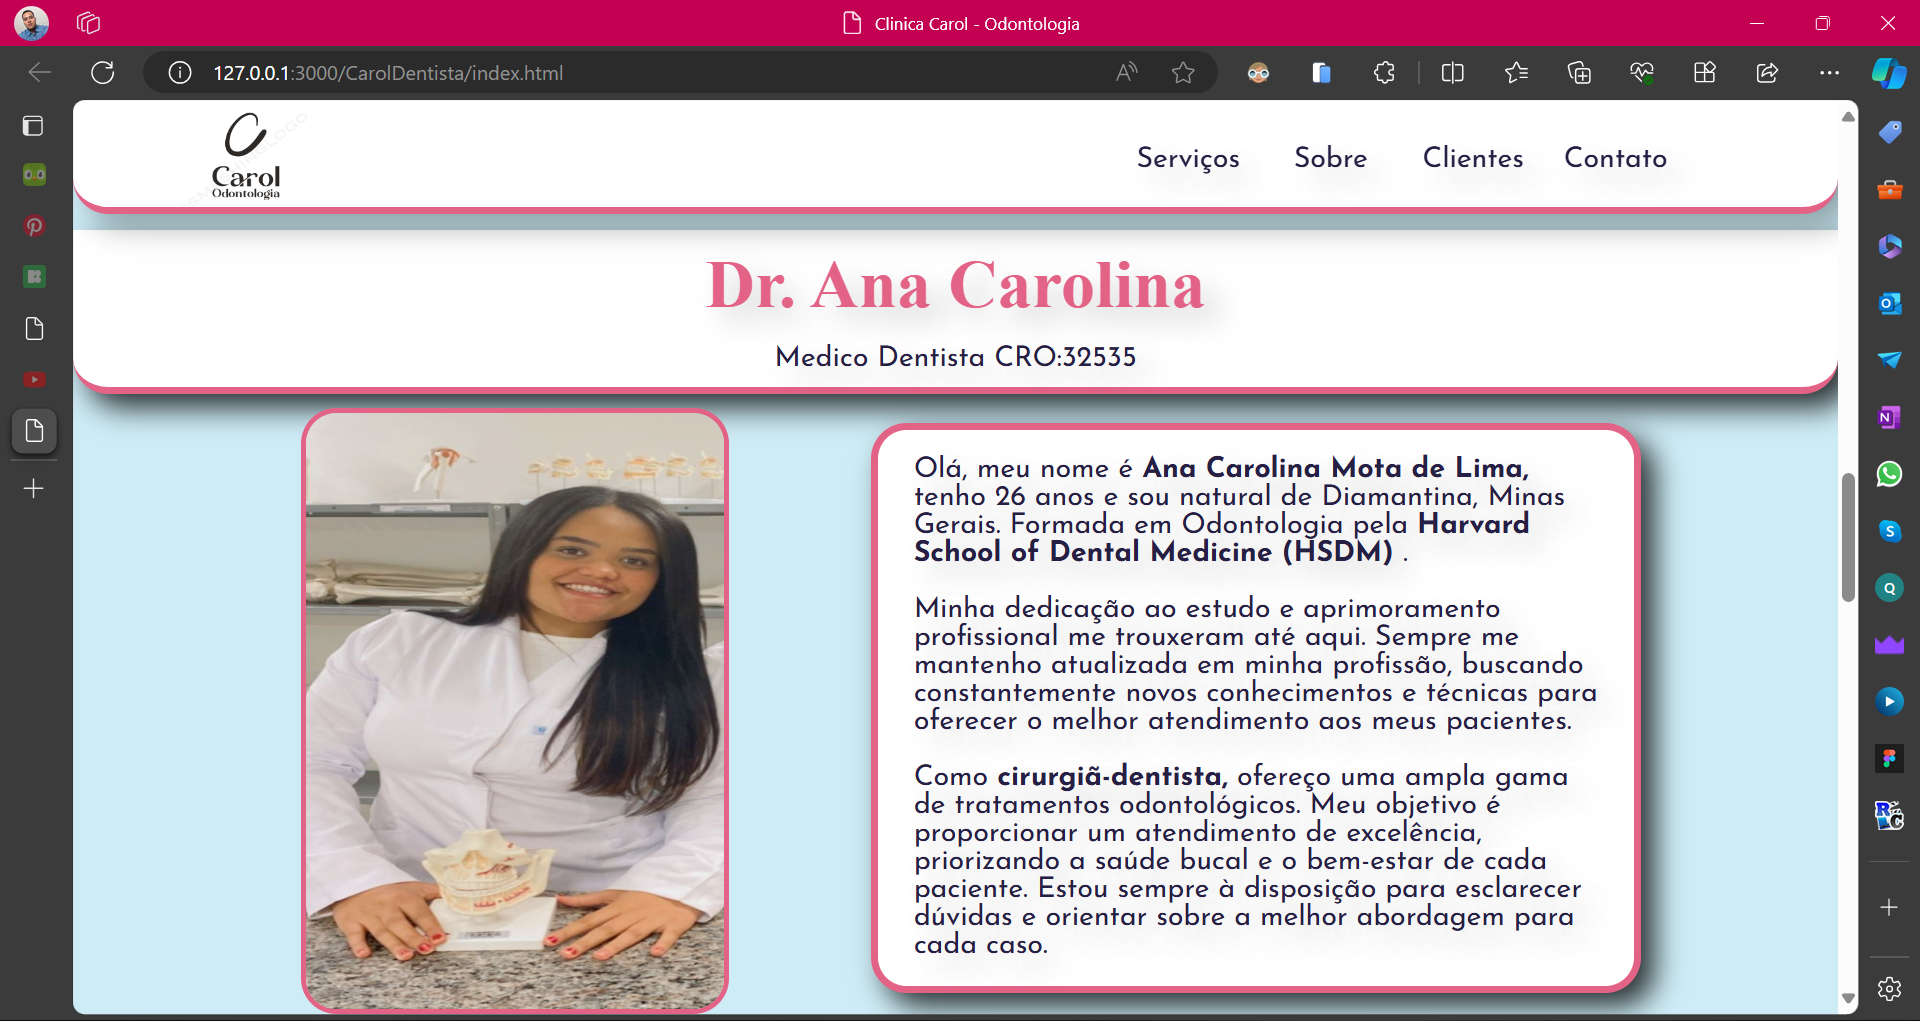 Clinica Carol - Odontologia
127.0.0.1:3000/CarolDentista/index.html
Carol
Odontologia
Serviços Sobre Clientes Contato
Dr. Ana Carolina
Medico Dentista CRO:32535
Olá, meu nome é Ana Carolina Mota de Lima,
tenho 26 anos e sou natural de Diamantina, Minas
Gerais. Formada em Odontologia pela Harvard
School of Dental Medicine (HSDM) .
Minha dedicação ao estudo e aprimoramento
profissional me trouxeram até aqui. Sempre me
mantenho atualizada em minha profissão, buscando
constantemente novos conhecimentos e técnicas para
oferecer o melhor atendimento aos meus pacientes.
Como cirurgiã-dentista, ofereço uma ampla gama
de tratamentos odontológicos. Meu objetivo é
proporcionar um atendimento de excelência,
priorizando a saúde bucal e o bem-estar de cada
paciente. Estou sempre à disposição para esclarecer
dúvidas e orientar sobre a melhor abordagem para
cada caso.